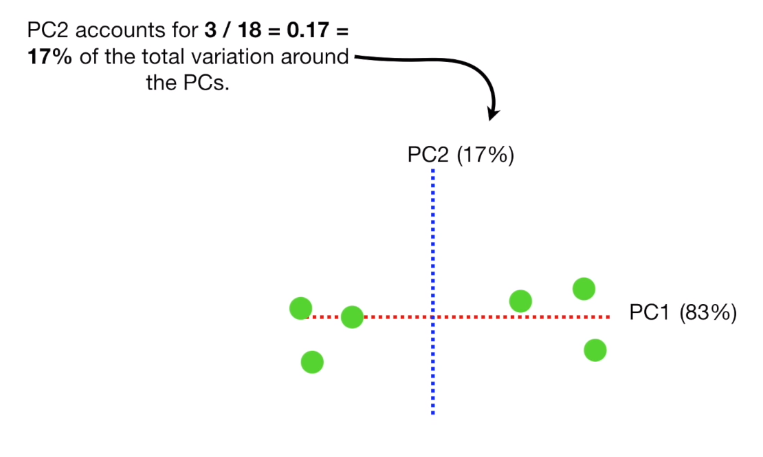 PC2 accounts for 3 / 18 = 0.17 =
17% of the total variation around
the PCs.
PC2 (17%)
PC1 (83%)